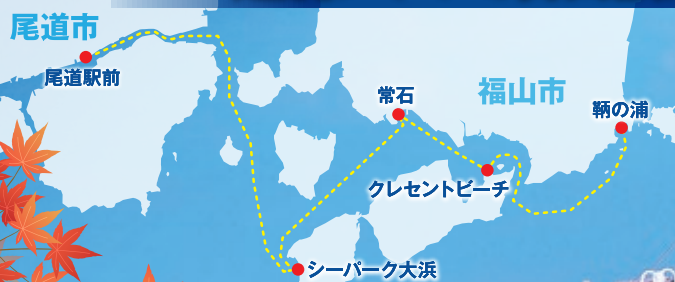 尾道市
尾道駅前
常石
福山市
鞆の浦
クレセントビーチ
シーパーク大浜